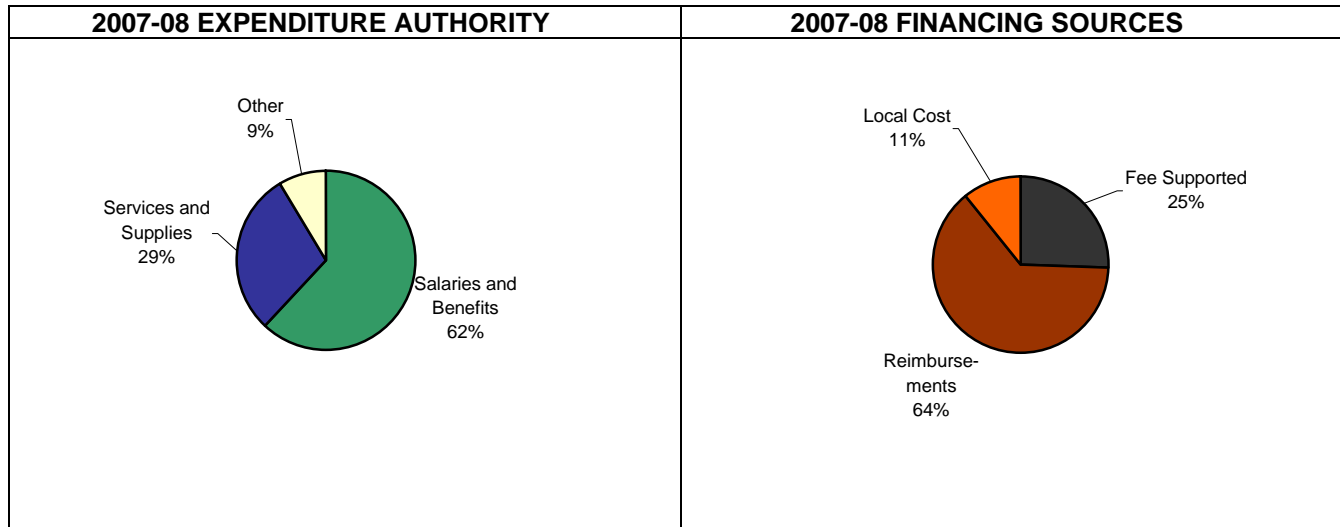 2007-08 EXPENDITURE AUTHORITY
2007-08 FINANCING SOURCES
Other
9%
Services and
Supplies
29%
Salaries and
Benefits
62%
Local Cost
11%
Fee Supported
25%
Reimburse-
ments
64%